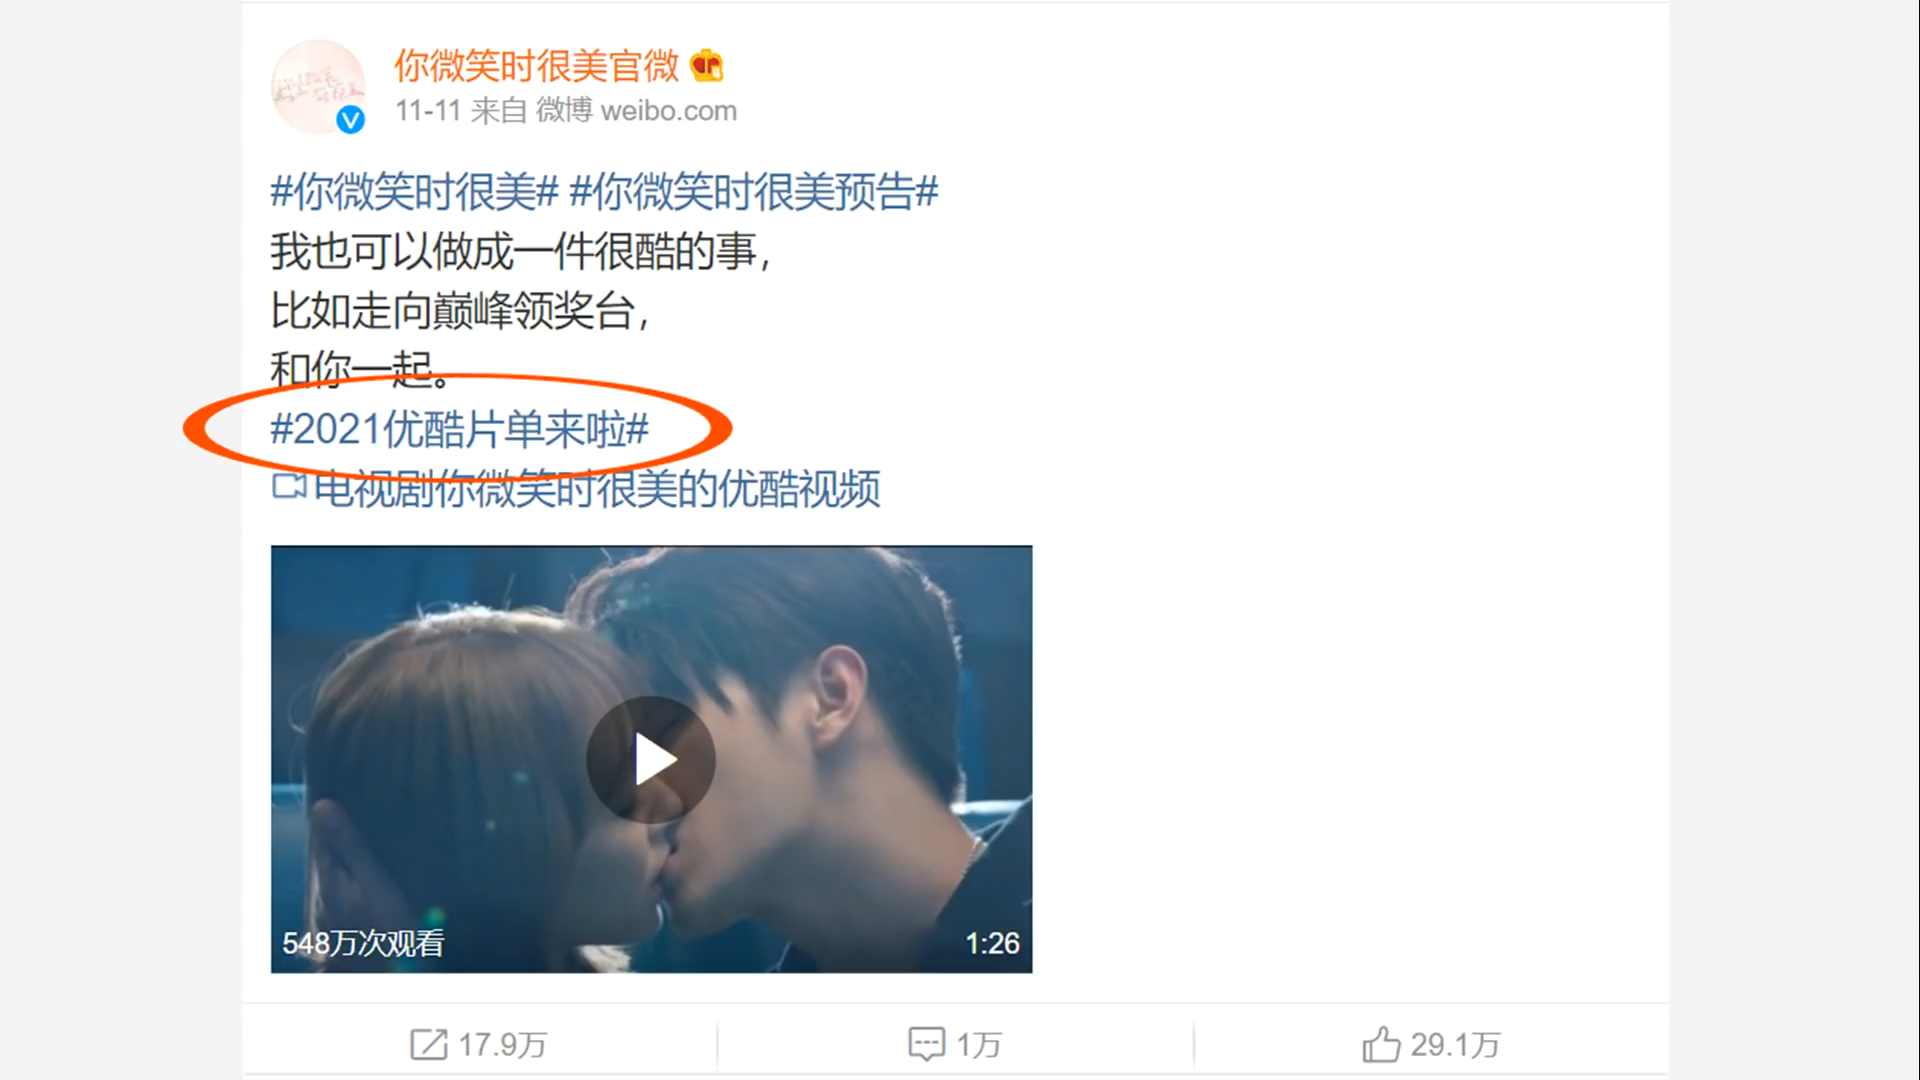 你微笑时很美官微
11-11 来自 微博 weibo.com
#你微笑时很美# #你微笑时很美预告#
我也可以做成一件很酷的事，
比如走向巅峰领奖台，
和你一起。
#2021优酷片单来啦#
电视剧你微笑时很美的优酷视频
548万次观看
1:26
17.9万
1万
29.1万